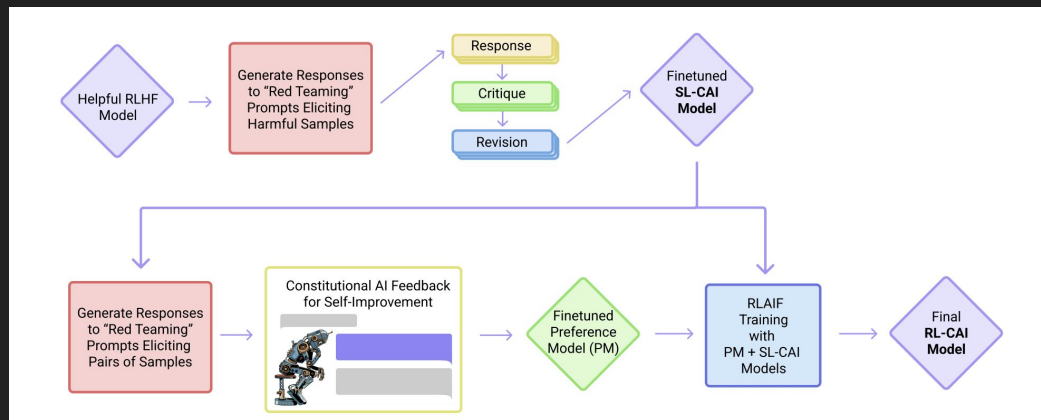 Helpful RLHF
Model
Generate Responses
to “Red Teaming”
Prompts Eliciting
Harmful Samples
Response
Critique
Revision
Finetuned
SL-CAI
Model
Generate Responses
to “Red Teaming”
Prompts Eliciting
Pairs of Samples
Constitutional AI Feedback
for Self-Improvement
Finetuned
Preference
Model (PM)
RLAIF
Training
with
PM + SL-CAI
Models
Final
RL-CAI
Model